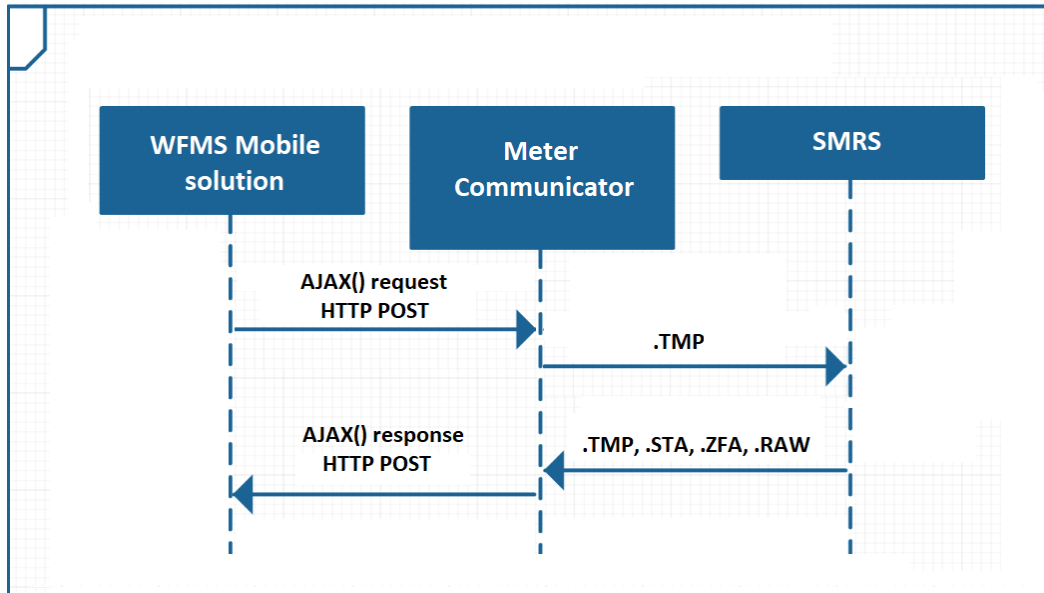 WFMS Mobile
solution
Meter
Communicator
SMRS
AJAX() request
HTTP POST
.TMP
AJAX() response
HTTP POST
.TMP, .STA, .ZFA, .RAW